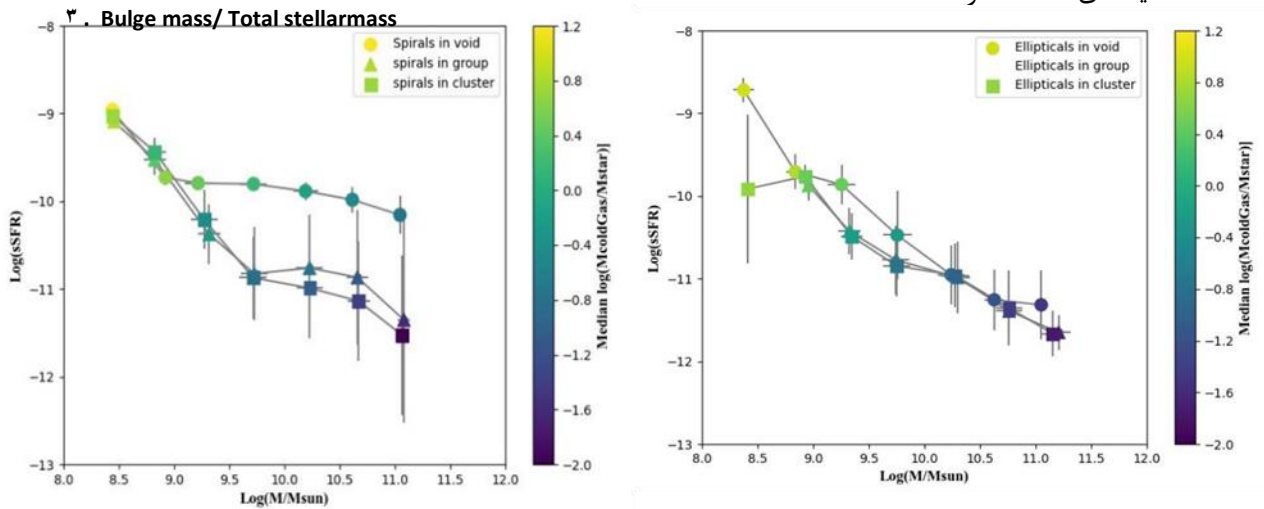 ۳ . Bulge mass/ Total stellarmass
Spirals in void
spirals in group
spirals in cluster
-8
-9
-10
-11
-12
-13
8.0 8.5 9.0 9.5 10.0 10.5 11.0 11.5 12.0
Log(sSFR)
Log(M/Msun)
1.2
0.8
0.4
0.0
-0.4
-0.8
-1.2
-1.6
-2.0
Median log(McoldGas/Mstar)]
Ellipticals in void
Ellipticals in group
Ellipticals in cluster
-8
-9
-10
-11
-12
-13
8.0 8.5 9.0 9.5 10.0 10.5 11.0 11.5 12.0
Log(sSFR)
Log(M/Msun)
1.2
0.8
0.4
0.0
-0.4
-0.8
-1.2
-1.6
-2.0
Median log(McoldGas/Mstar)]